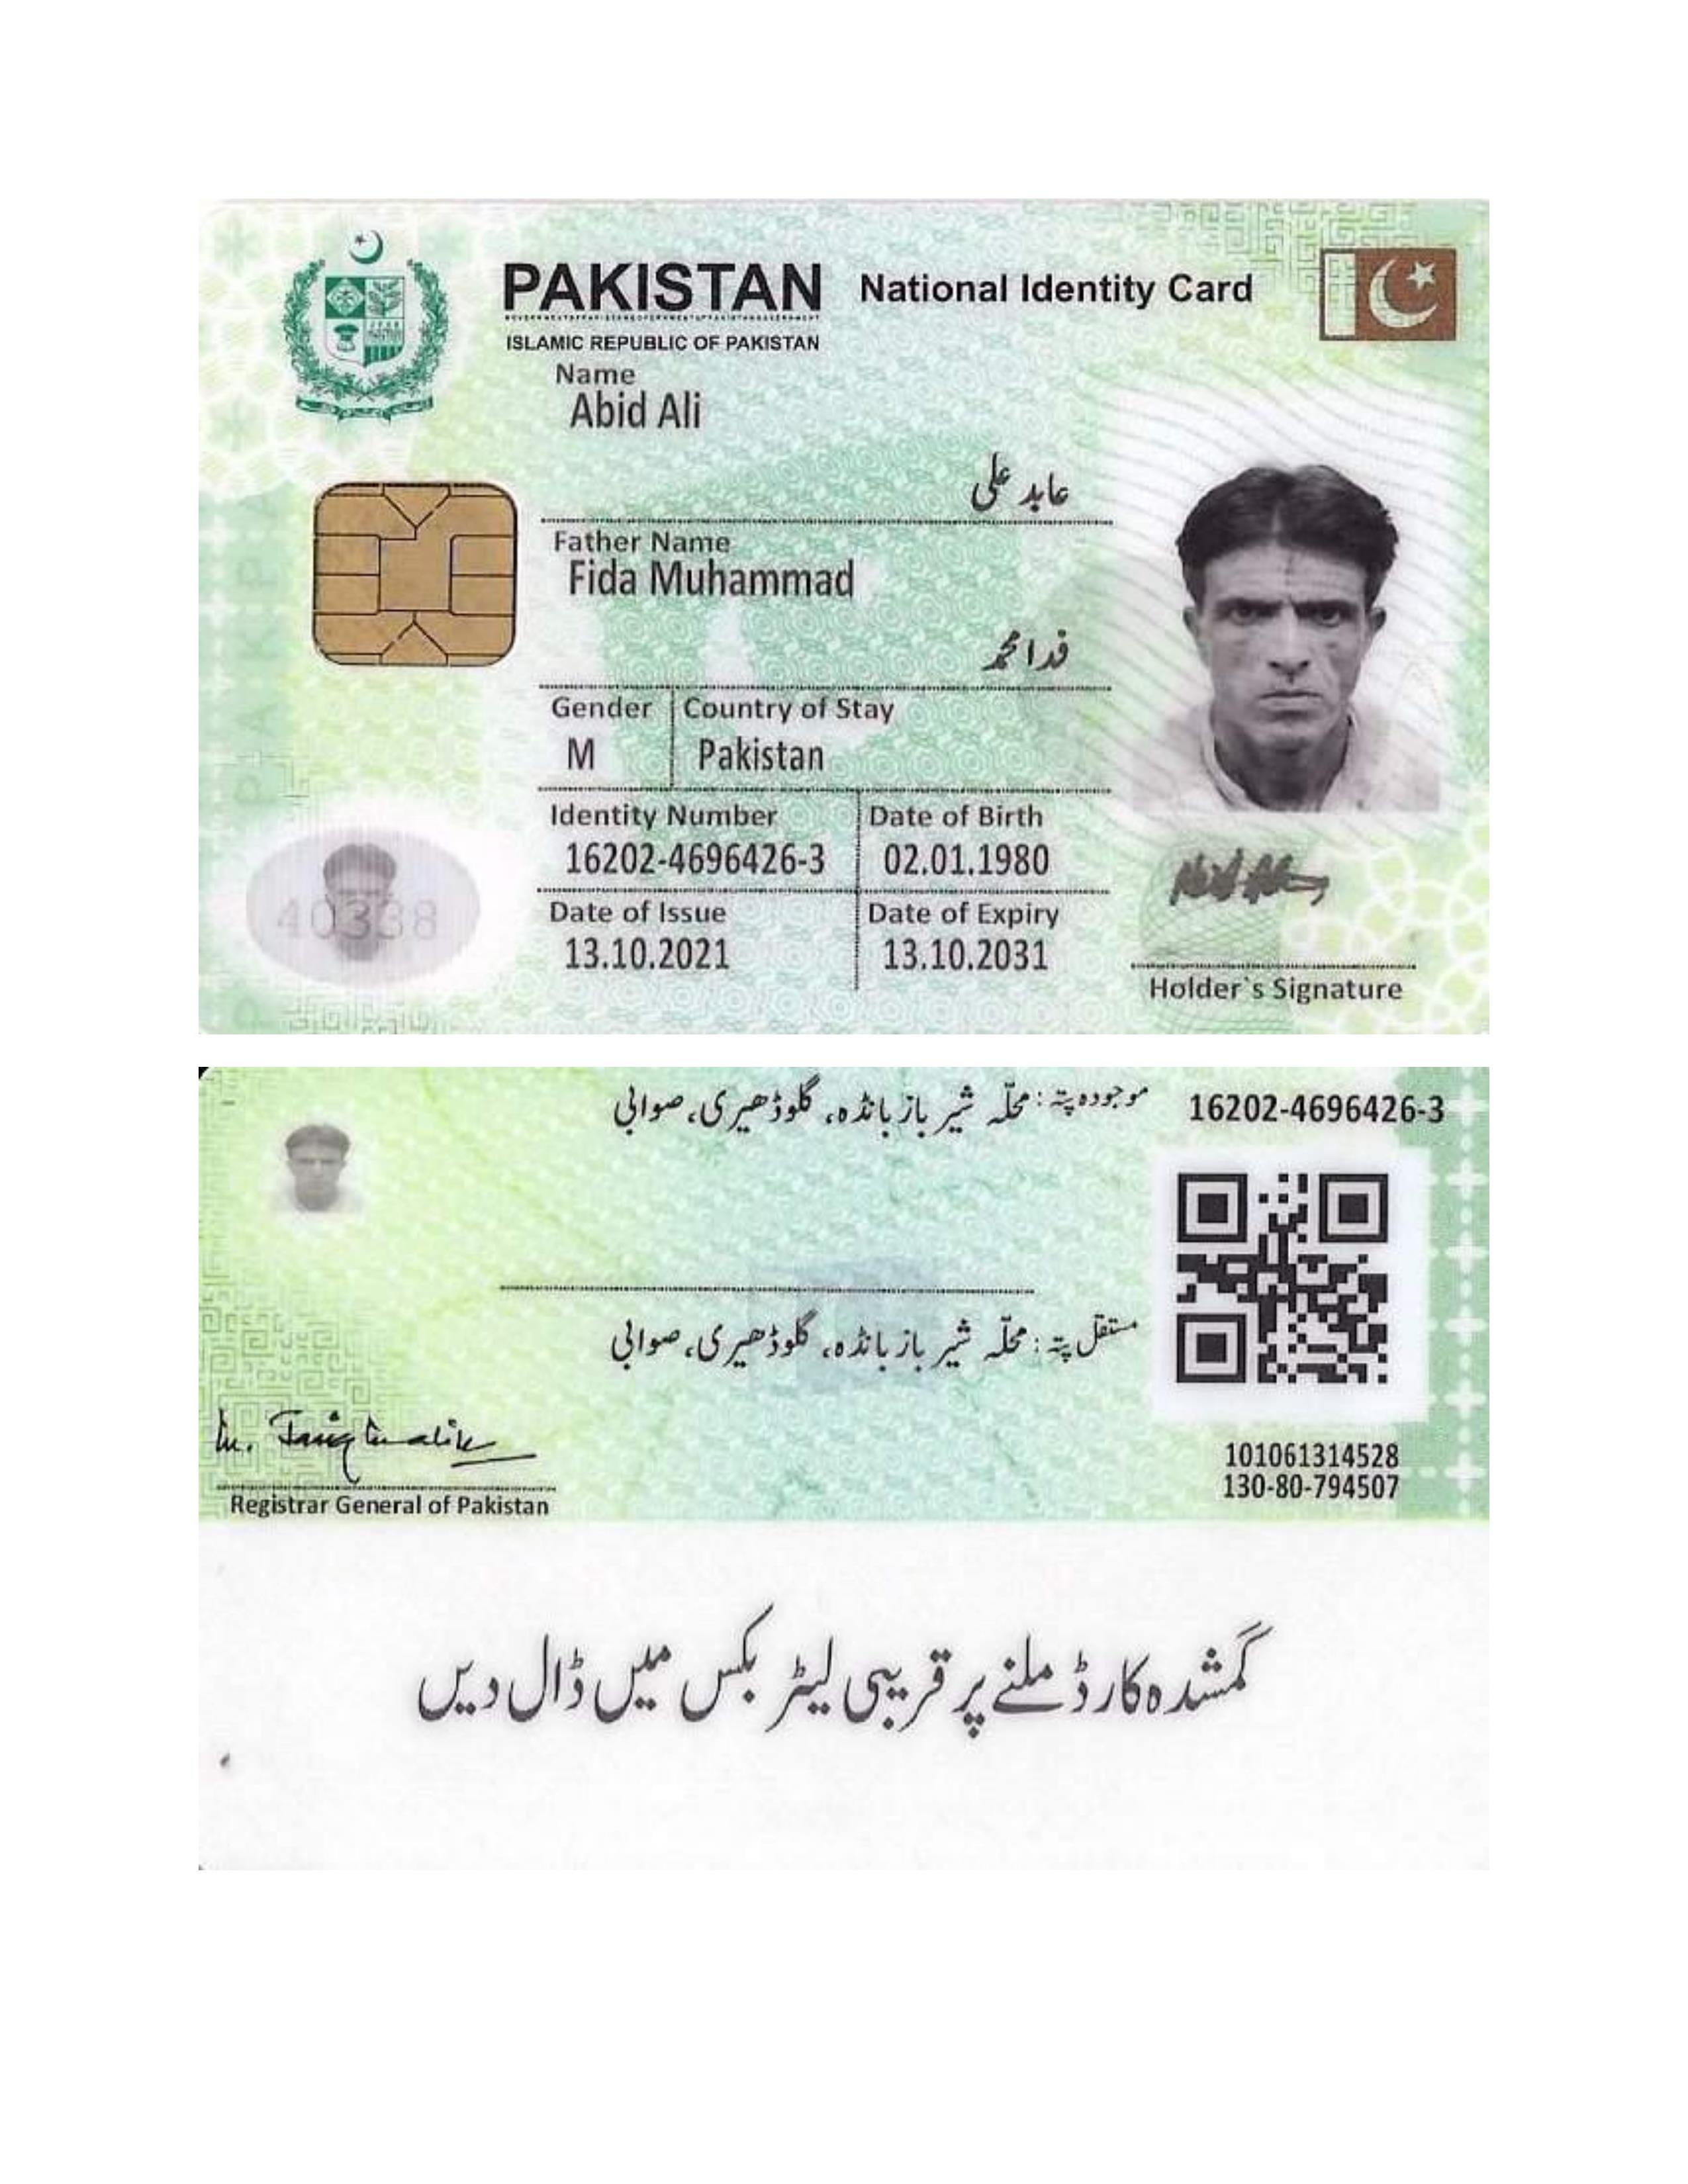 PAKISTAN National Identity Card
ISLAMIC REPUBLIC OF PAKISTAN
Name
Abid Ali
عابد علی
Father Name
Fida Muhammad
فدا محمد
Gender Country of Stay
M Pakistan
Identity Number Date of Birth
16202-4696426-3 02.01.1980
Date of Issue Date of Expiry
13.10.2021 13.10.2031
40338
Holder`s Signature
موجودہ پتہ : محلّہ شیر باز بانڈہ، گلوڈھیری، صوابی
16202-4696426-3
مستقل پتہ : محلّہ شیر باز بانڈہ، گلوڈھیری، صوابی
101061314528
130-80-794507
Registrar General of Pakistan
گمشدہ کارڈ ملنے پر قریبی لیٹر بکس میں ڈال دیں